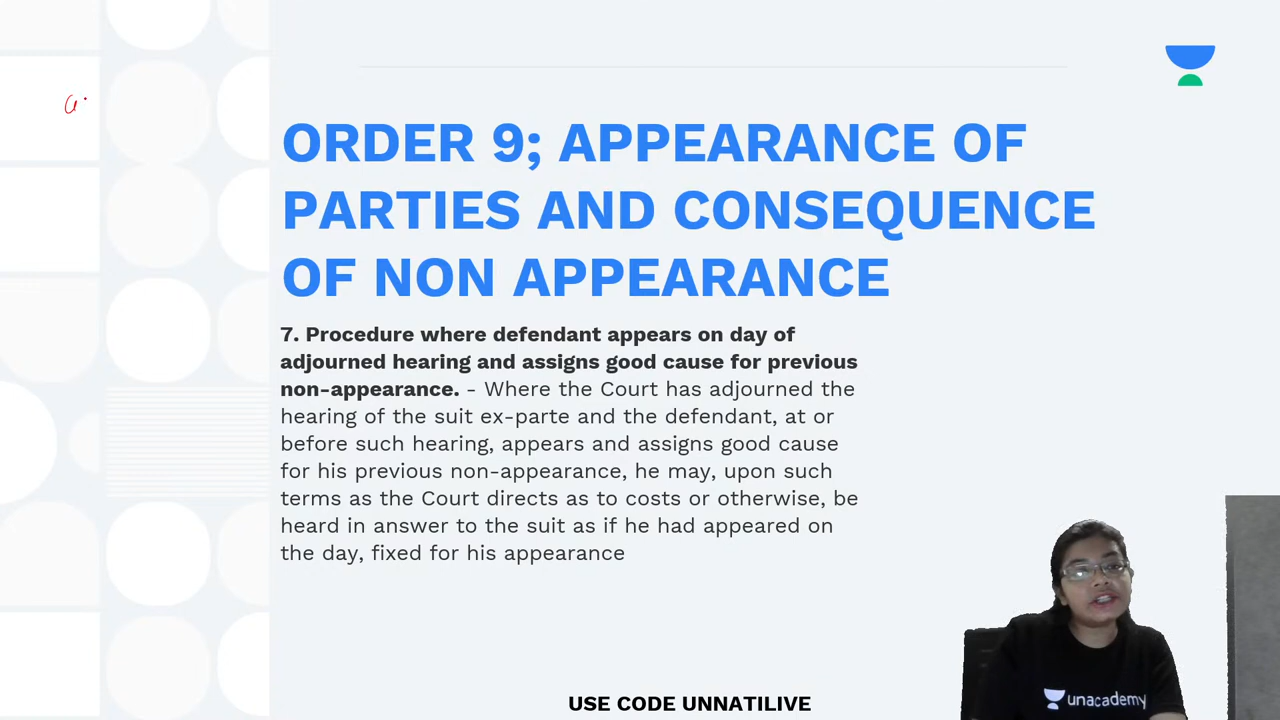 ORDER 9; APPEARANCE OF
PARTIES AND CONSEQUENCE
OF NON APPEARANCE
7. Procedure where defendant appears on day of
adjourned hearing and assigns good cause for previous
non-appearance. - Where the Court has adjourned the
hearing of the suit ex-parte and the defendant, at or
before such hearing, appears and assigns good cause
for his previous non-appearance, he may, upon such
terms as the Court directs as to costs or otherwise, be
heard in answer to the suit as if he had appeared on
the day, fixed for his appearance
unacademy
USE CODE UNNATILIVE